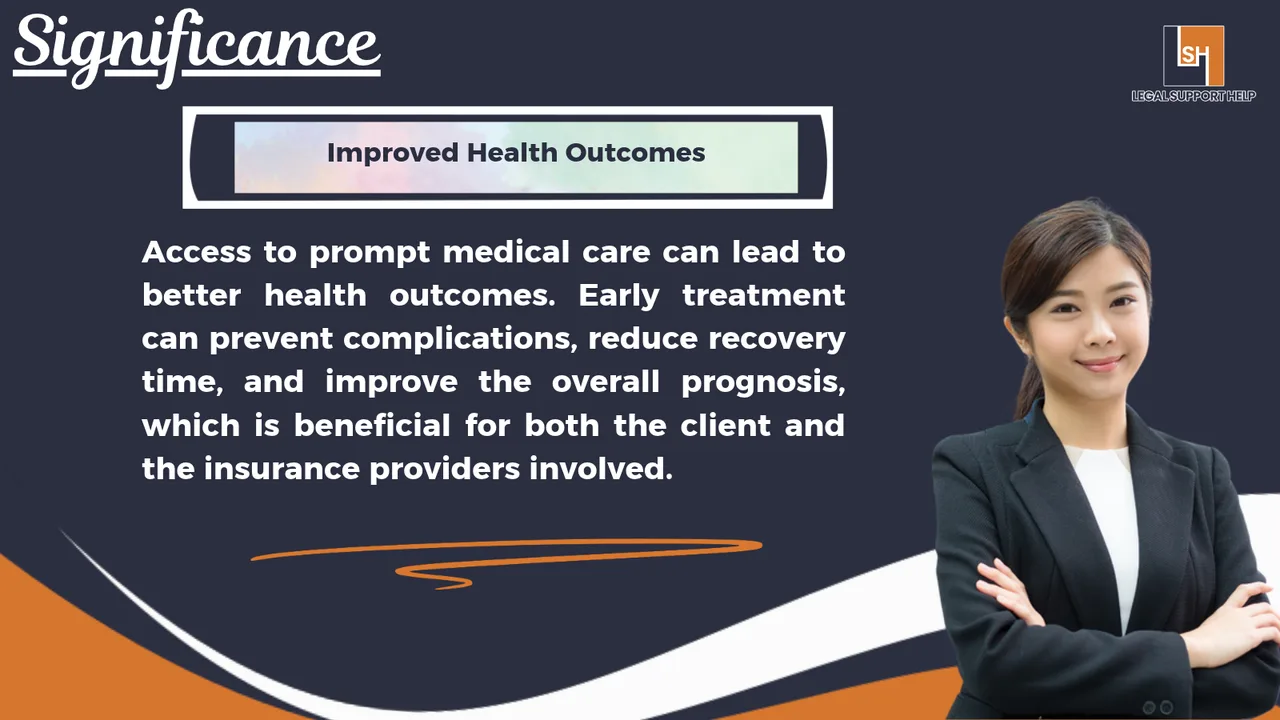 Significance
LSH
LEGAL SUPPORT HELP
Improved Health Outcomes
Access to prompt medical care can lead to
better health outcomes. Early treatment
can prevent complications, reduce recovery
time, and improve the overall prognosis,
which is beneficial for both the client and
the insurance providers involved.